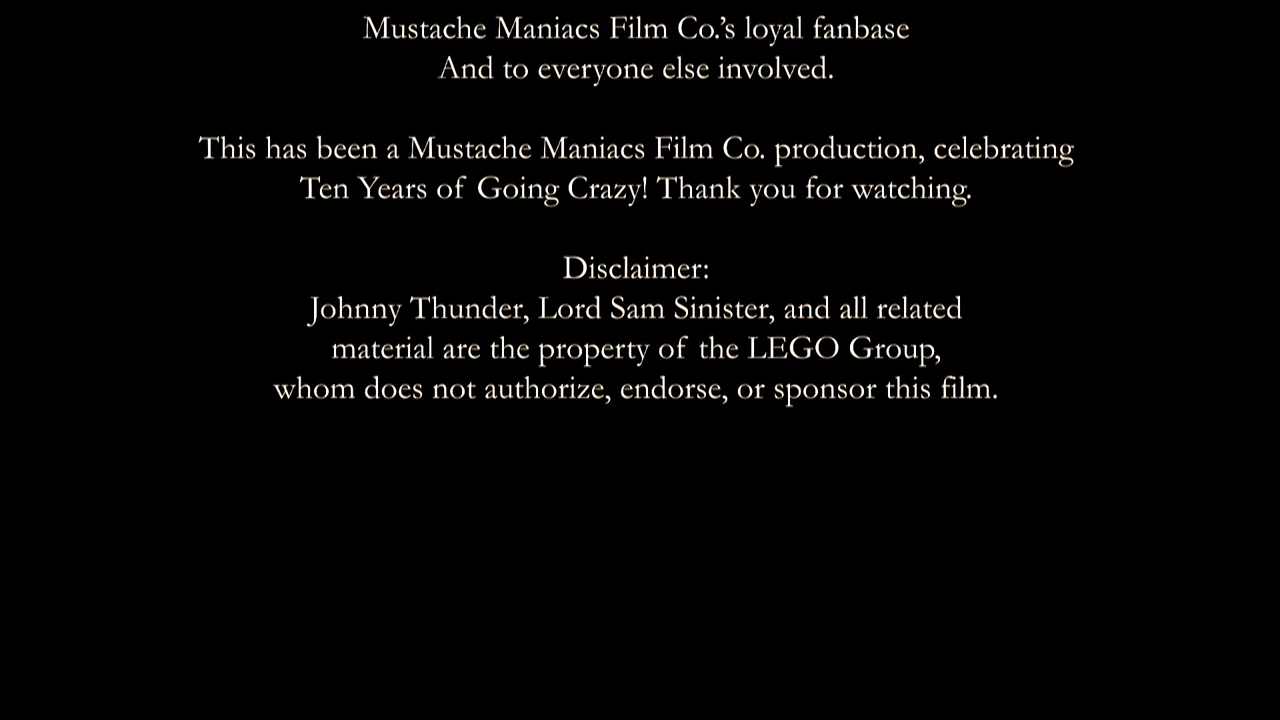 Mustache Maniacs Film Co.’s loyal fanbase
And to everyone else involved.
This has been a Mustache Maniacs Film Co. production, celebrating
Ten Years of Going Crazy! Thank you for watching.
Disclaimer:
Johnny Thunder, Lord Sam Sinister, and all related
material are the property of the LEGO Group,
whom does not authorize, endorse, or sponsor this film.